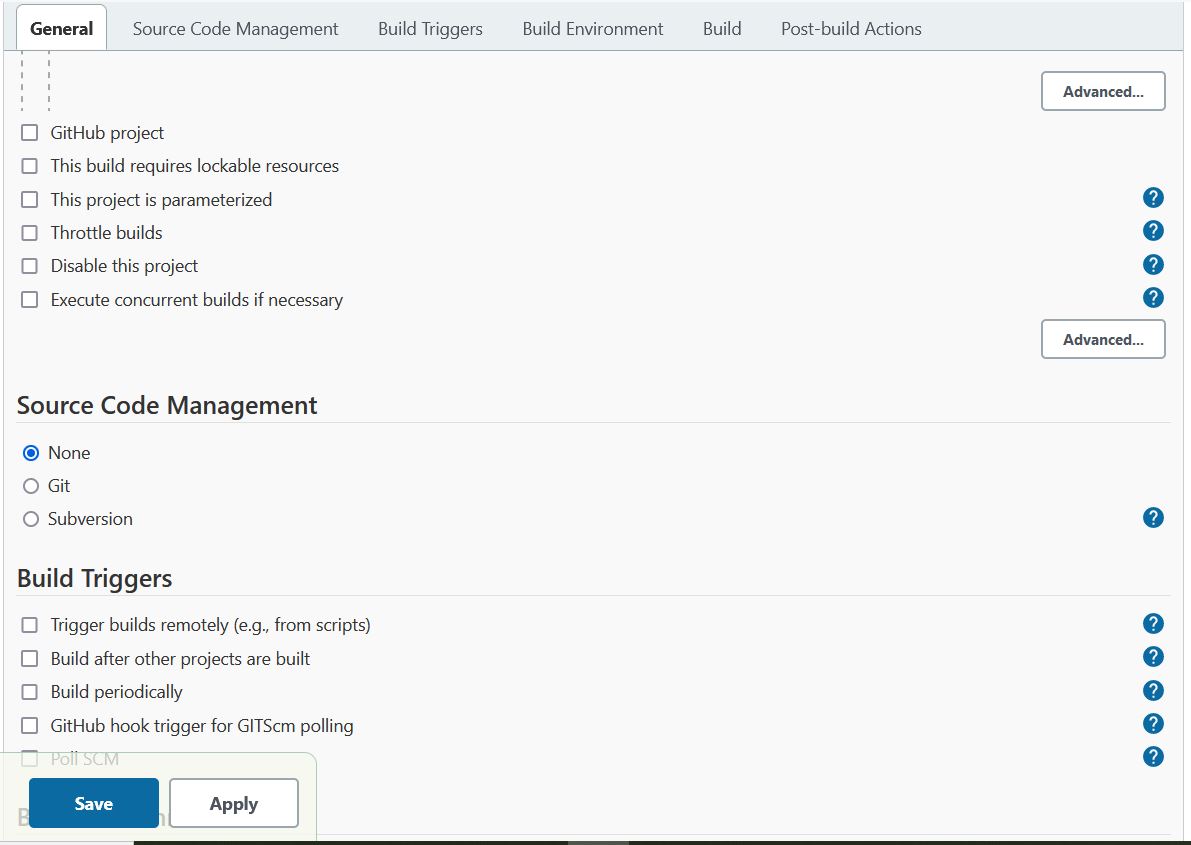 General Source Code Management Build Triggers Build Environment Build Post-build Actions
Advanced...
GitHub project
This build requires lockable resources
This project is parameterized ?
Throttle builds ?
Disable this project ?
Execute concurrent builds if necessary ?
Advanced...
Source Code Management
None
Git
Subversion ?
Build Triggers
Trigger builds remotely (e.g., from scripts) ?
Build after other projects are built ?
Build periodically ?
GitHub hook trigger for GITScm polling ?
Poll SCM ?
Save Apply